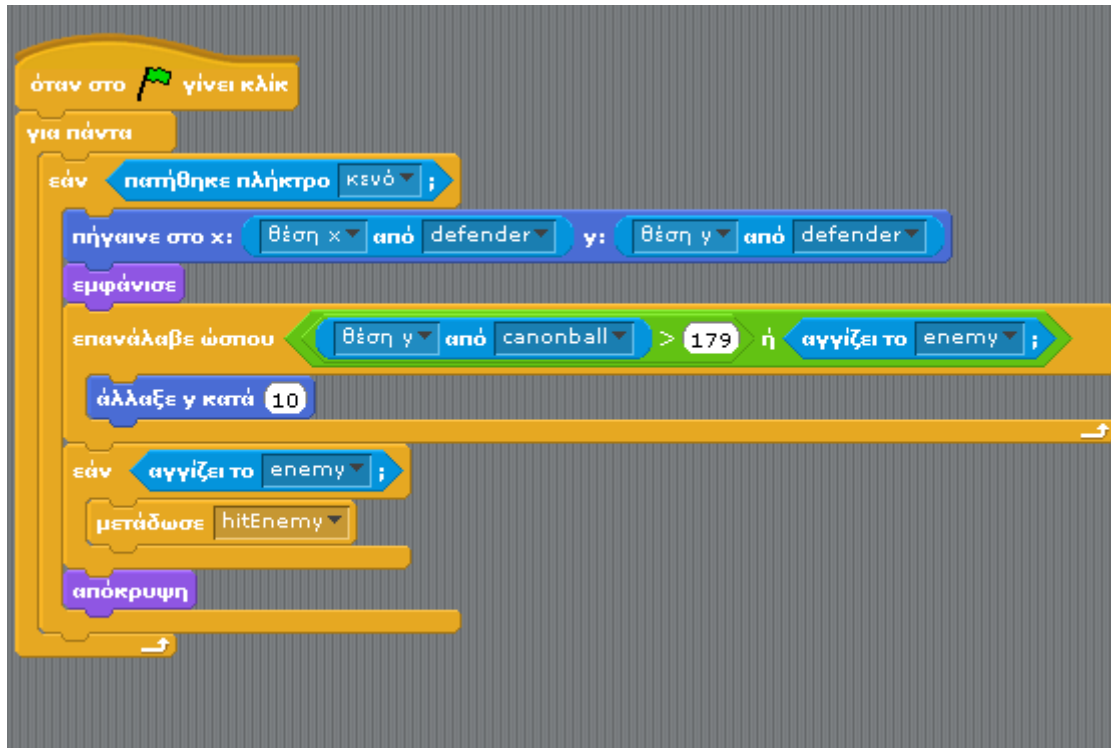 όταν στο γίνει κλίκ
για πάντα
εάν πατήθηκε πλήκτρο κενό ;
πήγαινε στο x: θέση x από defender y: θέση y από defender
εμφάνισε
επανάλαβε ώσπου θέση y από canonball > 179 ή αγγίζει το enemy ;
άλλαξε y κατά 10
εάν αγγίζει το enemy ;
μετάδωσε hitEnemy
απόκρυψη